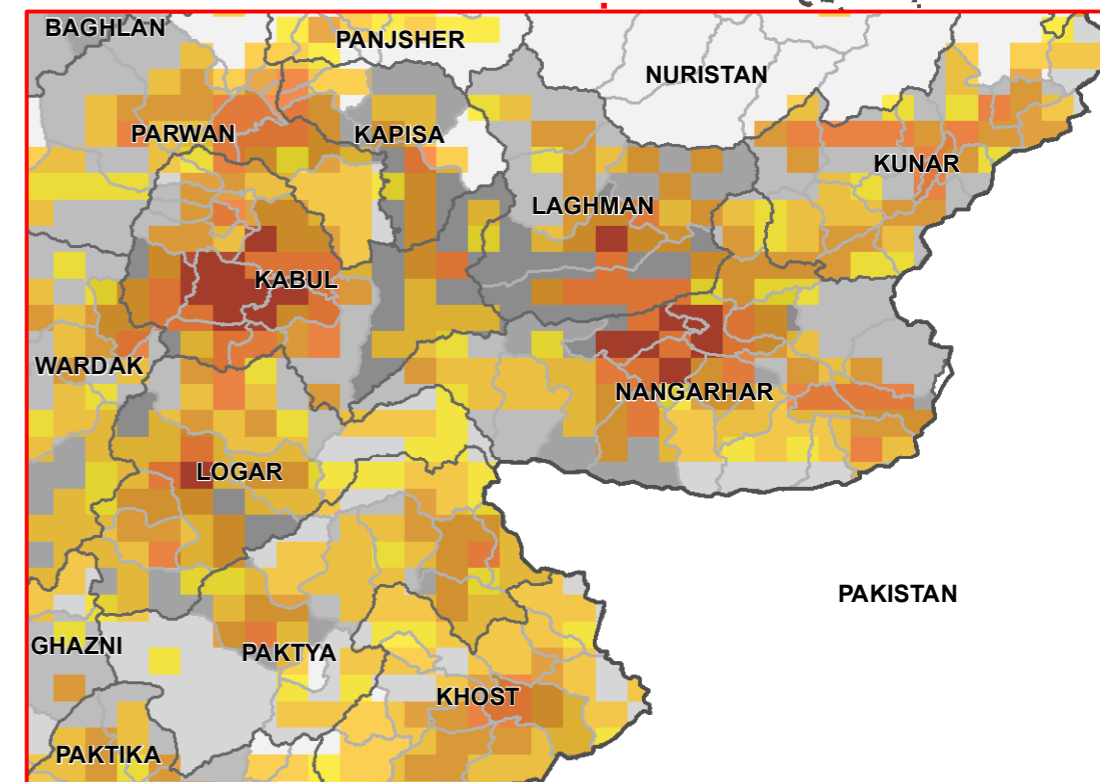 BAGHLAN
PANJSHER
NURISTAN
PARWAN
KAPISA
KUNAR
LAGHMAN
KABUL
WARDAK
NANGARHAR
LOGAR
PAKISTAN
GHAZNI
PAKTYA
KHOST
PAKTIKA